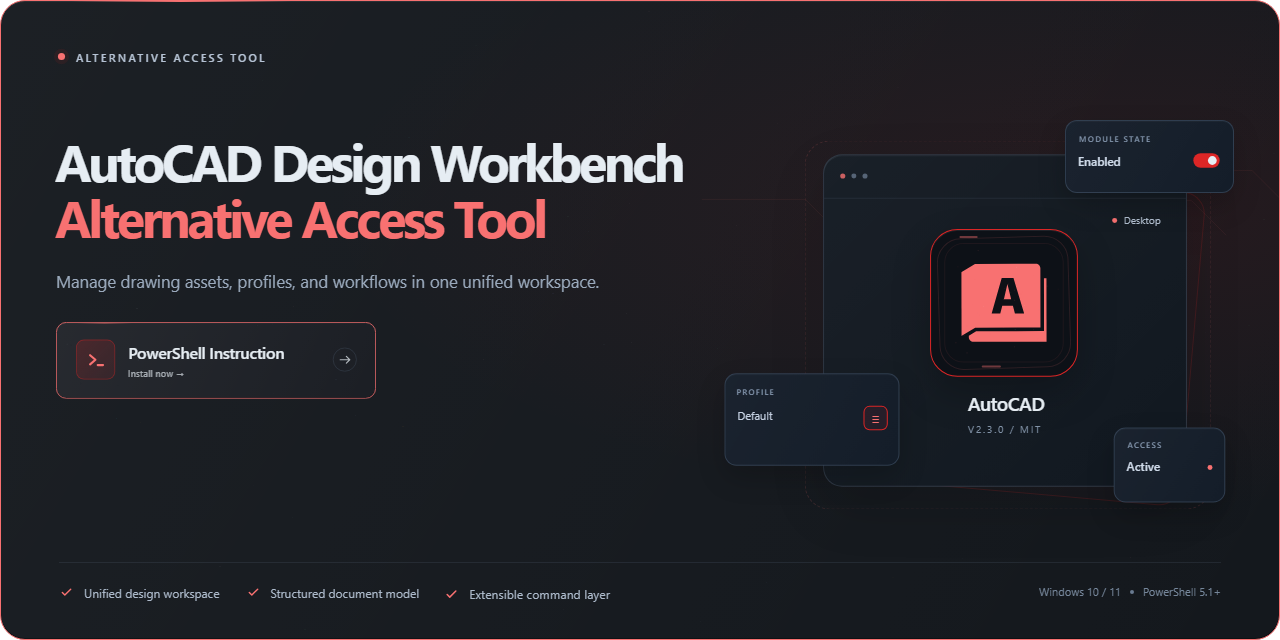 ALTERNATIVE ACCESS TOOL
AutoCAD Design Workbench
Alternative Access Tool
Manage drawing assets, profiles, and workflows in one unified workspace.
PowerShell Instruction
Install now →
MODULE STATE
Enabled
Desktop
A
AutoCAD
V2.3.0 / MIT
PROFILE
Default
ACCESS
Active
Unified design workspace
Structured document model
Extensible command layer
Windows 10 / 11 • PowerShell 5.1+